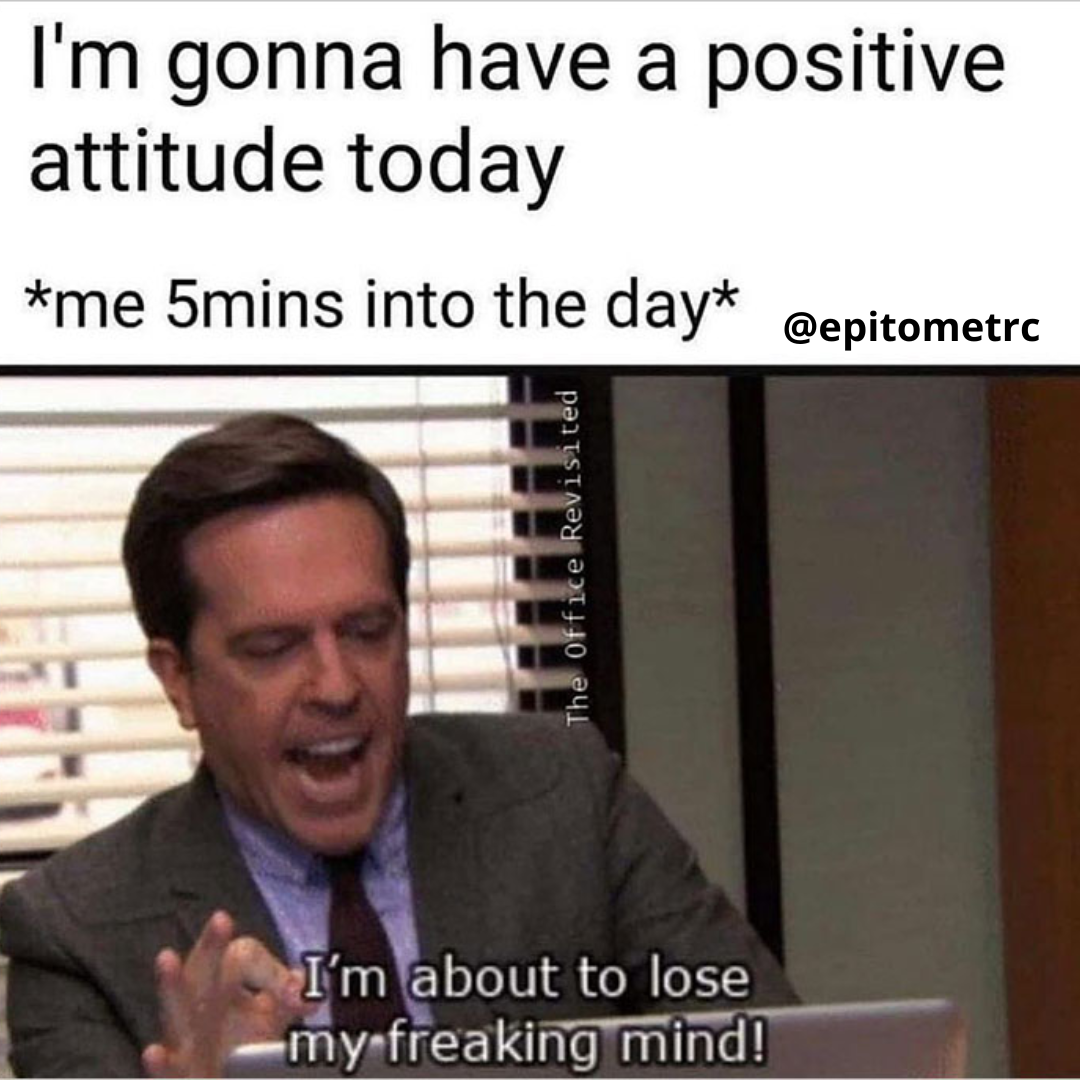 I'm gonna have a positive
attitude today
*me 5mins into the day*
@epitometrc
The Office Revisited
I'm about to lose
my freaking mind!